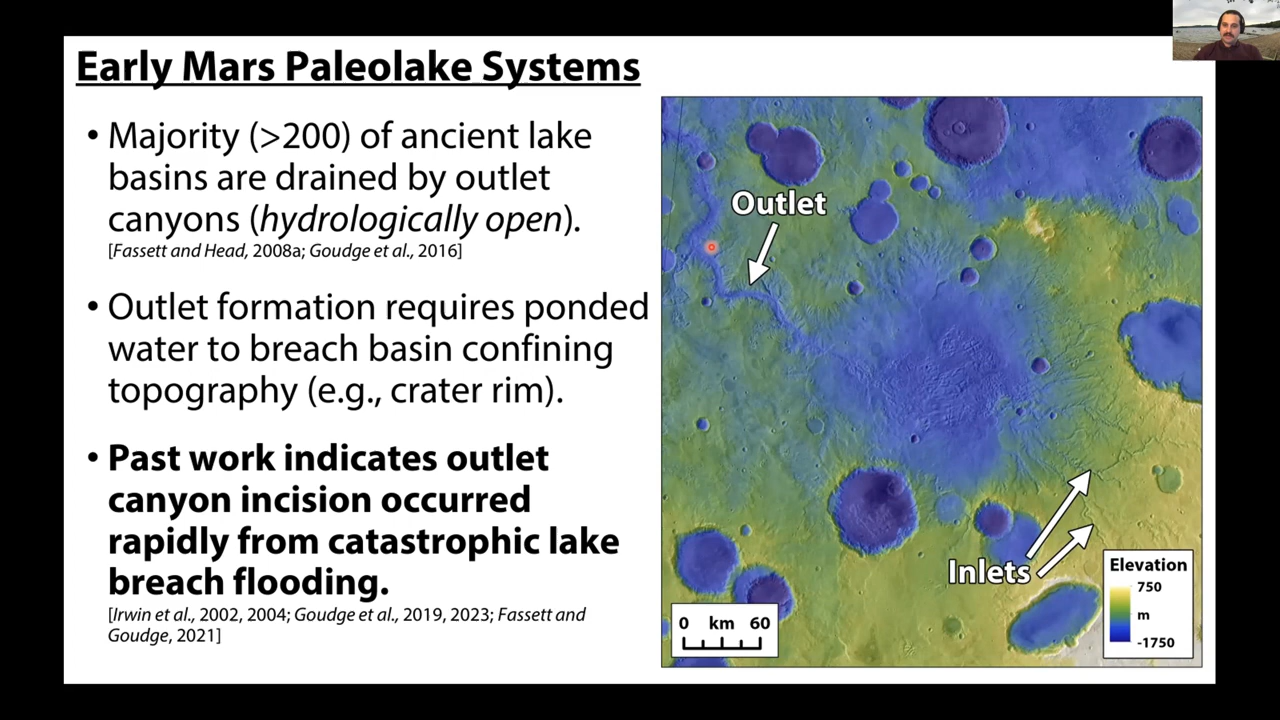 Early Mars Paleolake Systems
• Majority (>200) of ancient lake
basins are drained by outlet
canyons (hydrologically open).
[Fassett and Head, 2008a; Goudge et al., 2016]
• Outlet formation requires ponded
water to breach basin confining
topography (e.g., crater rim).
• Past work indicates outlet
canyon incision occurred
rapidly from catastrophic lake
breach flooding.
[Irwin et al., 2002, 2004; Goudge et al., 2019, 2023; Fassett and
Goudge, 2021]
Outlet
Inlets
0 km 60
Elevation
750
m
-1750